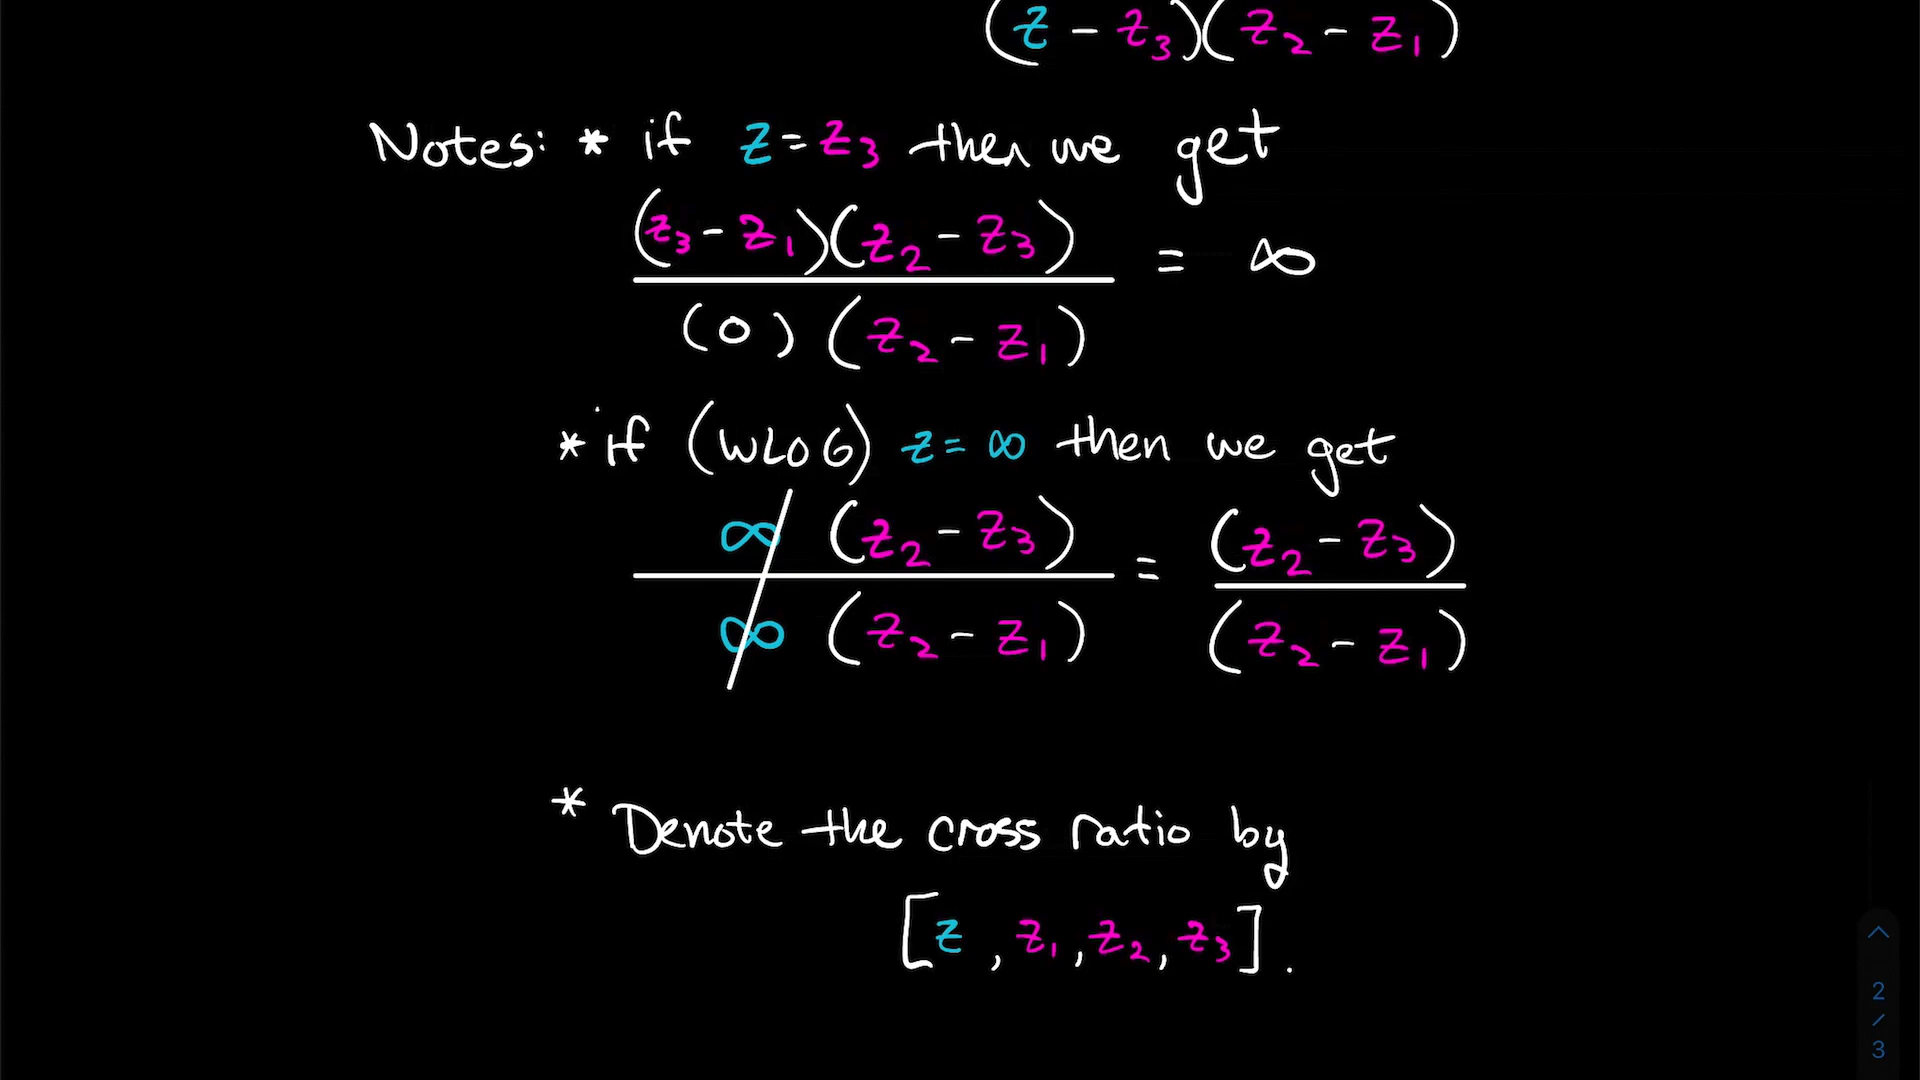 (z - z₃)(z₂ - z₁)
Notes: * if z = z₃ then we get
(z₃ - z₁)(z₂ - z₃)
= ∞
(0)(z₂ - z₁)
* if (WLOG) z = ∞ then we get
∞ (z₂ - z₃)
= (z₂ - z₃)
∞ (z₂ - z₁)
(z₂ - z₁)
* Denote the cross ratio by
[z, z₁, z₂, z₃].
2
/
3